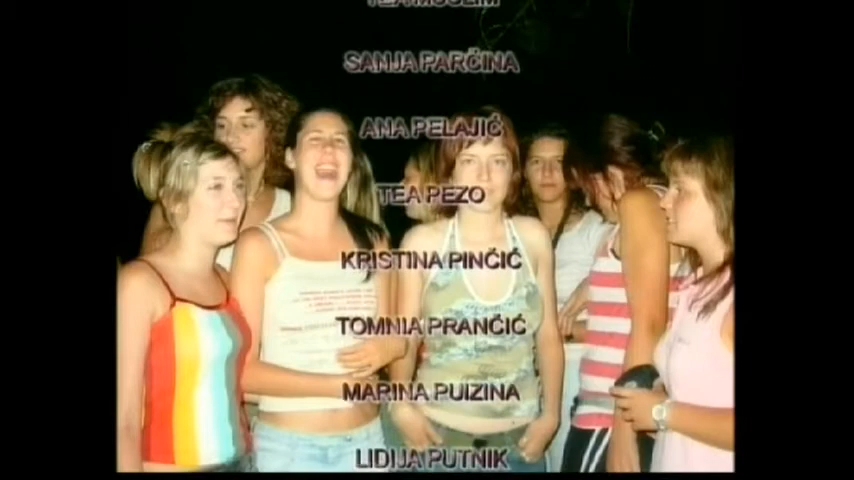 SANJA PARČINA
ANA PELAJIĆ
TEA PEZO
KRISTINA PINČIĆ
TOMNIA PRANČIĆ
MARINA PUIZINA
LIDIJA PUTNIK